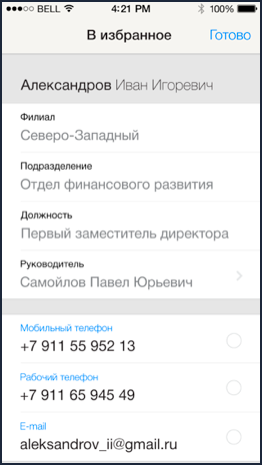 BELL 4:21 PM 100%
В избранное Готово
Александров Иван Игоревич
Филиал
Северо-Западный
Подразделение
Отдел финансового развития
Должность
Первый заместитель директора
Руководитель
Самойлов Павел Юрьевич
Мобильный телефон
+7 911 55 952 13
Рабочий телефон
+7 911 65 945 49
E-mail
aleksandrov_ii@gmail.ru